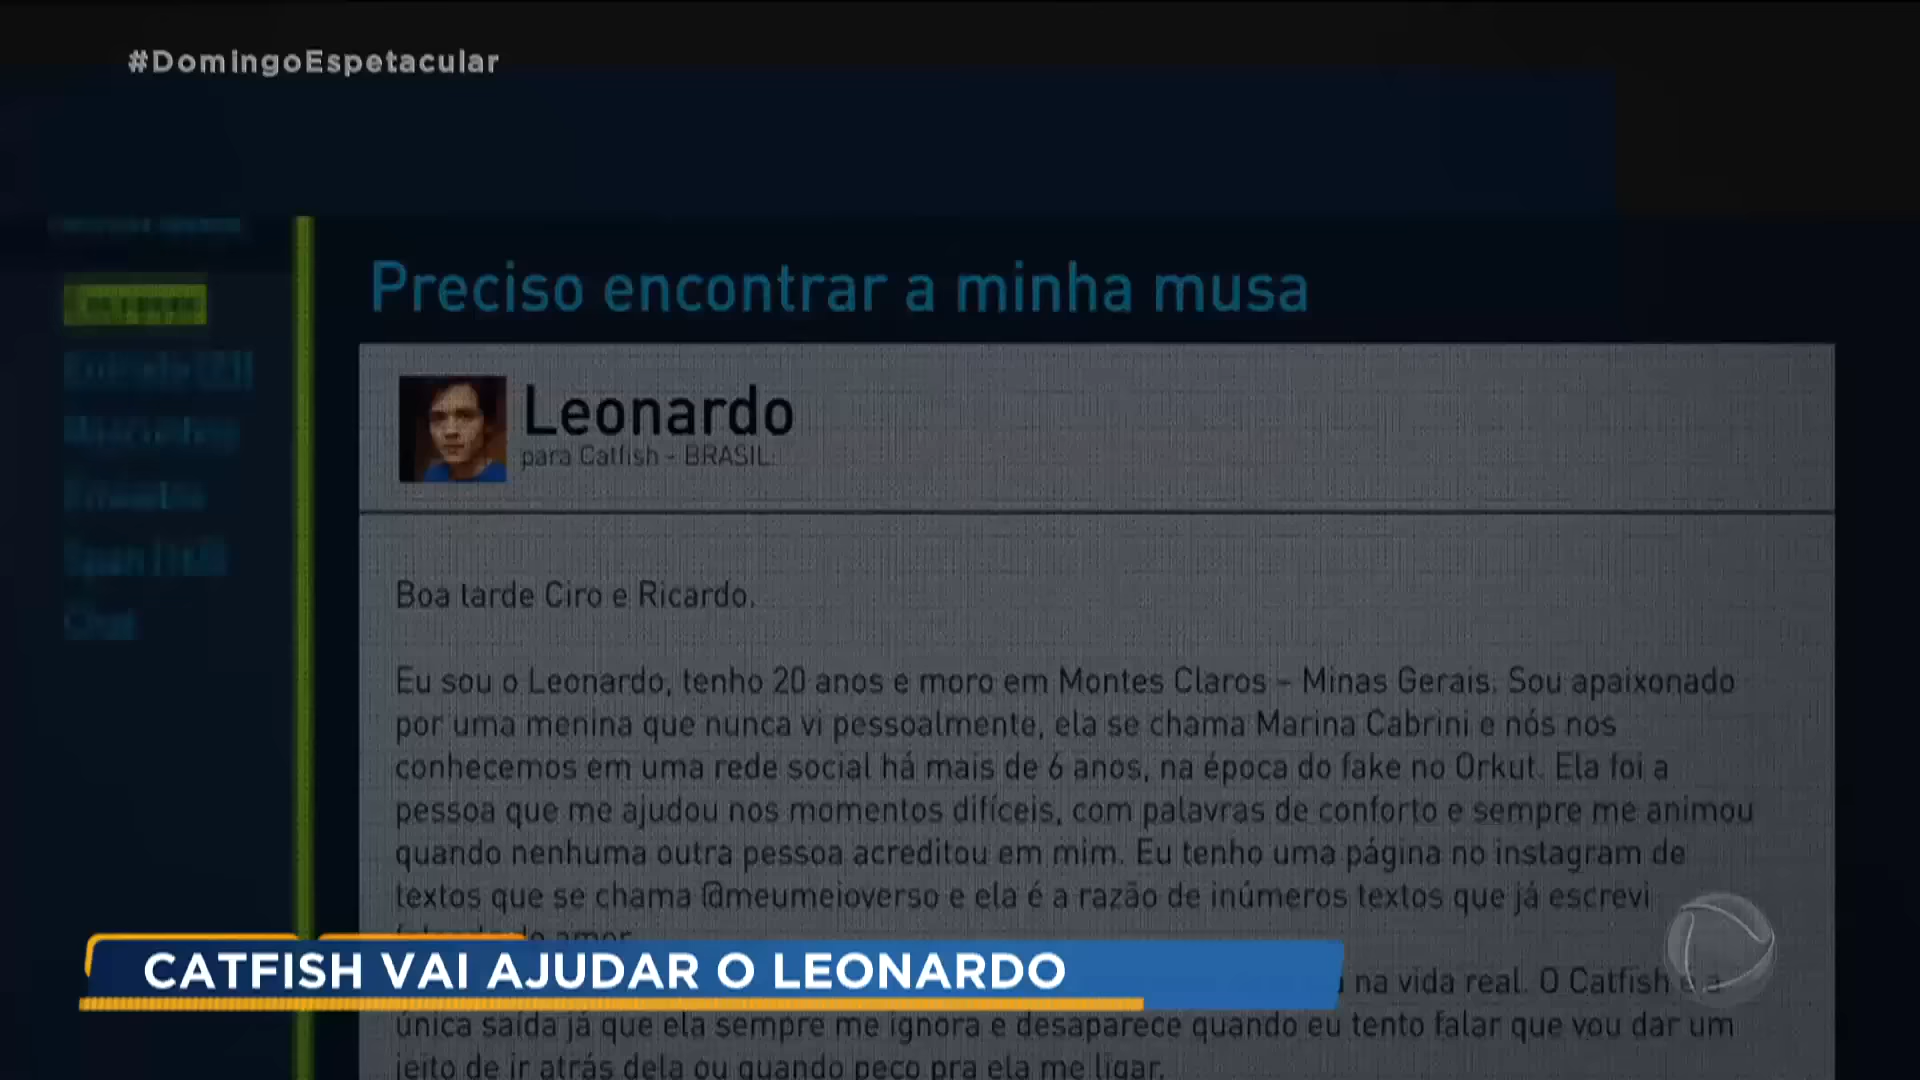 #DomingoEspetacular
Preciso encontrar a minha musa
Leonardo
para Catfish - BRASIL
Boa tarde Ciro e Ricardo.
Eu sou o Leonardo, tenho 20 anos e moro em Montes Claros – Minas Gerais. Sou apaixonado
por uma menina que nunca vi pessoalmente, ela se chama Marina Cabrini e nós nos
conhecemos em uma rede social há mais de 6 anos, na época do fake no Orkut. Ela foi a
pessoa que me ajudou nos momentos difíceis, com palavras de conforto e sempre me animou
quando nenhuma outra pessoa acreditou em mim. Eu tenho uma página no instagram de
textos que se chama @meumeioverso e ela é a razão de inúmeros textos que já escrevi
amor
CATFISH VAI AJUDAR O LEONARDO
na vida real. O Catfish é a
única saída já que ela sempre me ignora e desaparece quando eu tento falar que vou dar um
jeito de ir atrás dela ou quando peço pra ela me ligar.